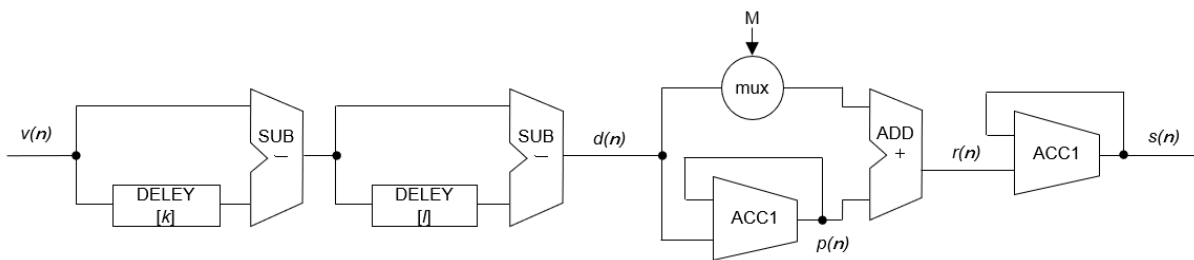 M
mux
v(n)
SUB
−
DELEY
[k]
SUB
−
DELEY
[l]
d(n)
ACC1
p(n)
ADD
+
r(n)
ACC1
s(n)